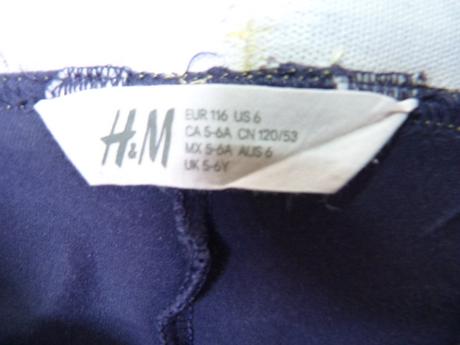 H&M
EUR 116 US 6
CA 5-6A CN 120/53
MX 5-6A AUS 6
UK 5-6Y